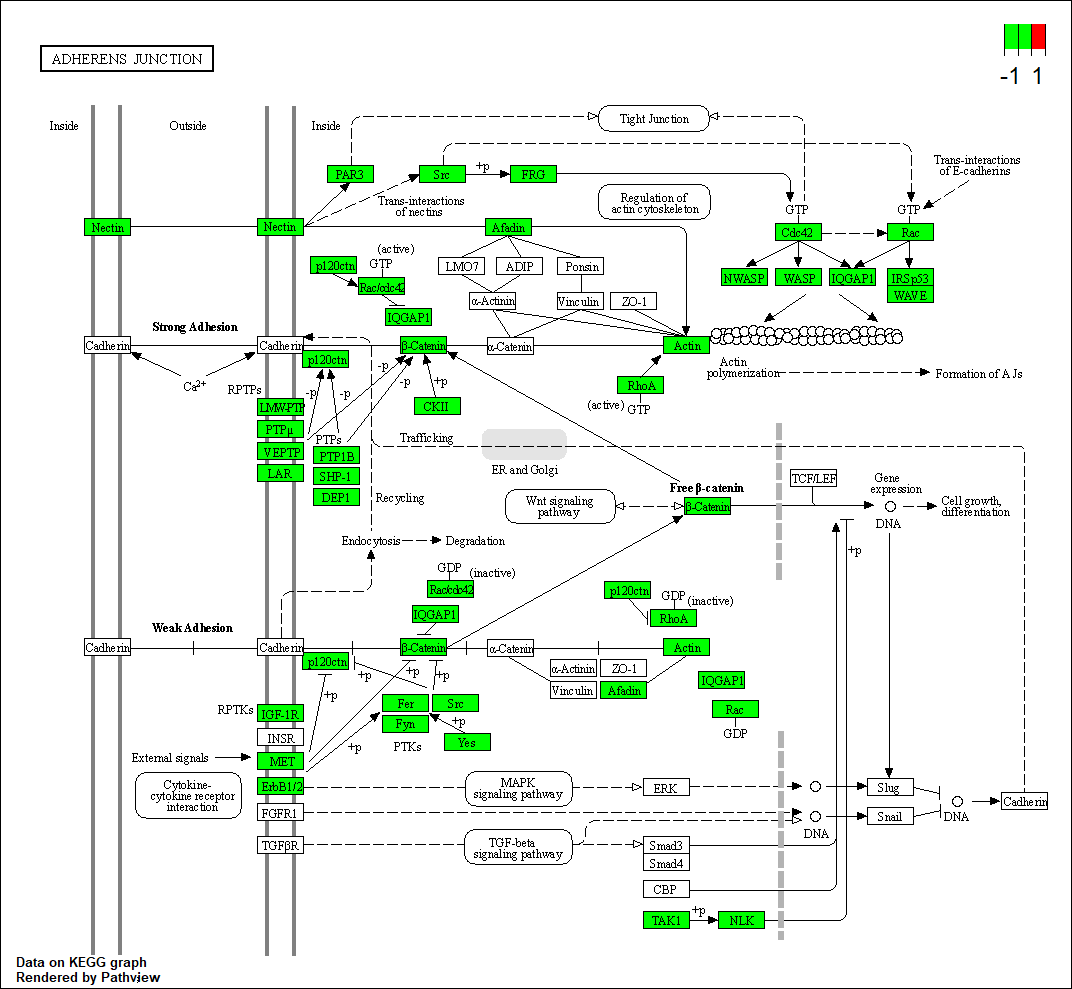 ADHERENS JUNCTION
-1 1
Inside
Outside
Inside
Tight Junction
PAR3
Src
+p
FRG
Trans-interactions
of E-cadherins
Trans-interactions
of nectins
Regulation of
actin cytoskeleton
GTP
GTP
Nectin
Nectin
Afadin
Cdc42
Rac
(active)
p120ctn
GTP
Rac/cdc42
IQGAP1
LMO7
ADIP
Ponsin
α-Actinin
Vinculin
ZO-1
NWASP
WASP
IQGAP1
IRSp53
WAVE
Strong Adhesion
Cadherin
Cadherin
p120ctn
β-Catenin
α-Catenin
Actin
Actin
polymerization
Formation of AJs
Ca2+
RPTPs
-p
-p
-p
-p
+p
CKII
RhoA
(active)
GTP
LMW-PTP
PTPμ
VEPTP
LAR
PTPs
PTP1B
SHP-1
DEP1
Trafficking
ER and Golgi
Recycling
Wnt signaling
pathway
Free β-catenin
β-Catenin
TCF/LEF
Gene
expression
DNA
Cell growth,
differentiation
+p
Endocytosis
Degradation
GDP
(inactive)
Rac/cdc42
IQGAP1
p120ctn
GDP
(inactive)
RhoA
Weak Adhesion
Cadherin
Cadherin
p120ctn
β-Catenin
α-Catenin
Actin
α-Actinin
ZO-1
Vinculin
Afadin
IQGAP1
Rac
GDP
+p
+p
+p
+p
+p
+p
Fer
Src
Fyn
Yes
PTKs
RPTKs
IGF-1R
INSR
External signals
MET
ErbB1/2
FGFR1
TGFβR
Cytokine-
cytokine receptor
interaction
MAPK
signaling pathway
ERK
TGF-beta
signaling pathway
Smad3
Smad4
CBP
TAK1
+p
NLK
DNA
Slug
Snail
DNA
Cadherin
Data on KEGG graph
Rendered by Pathview